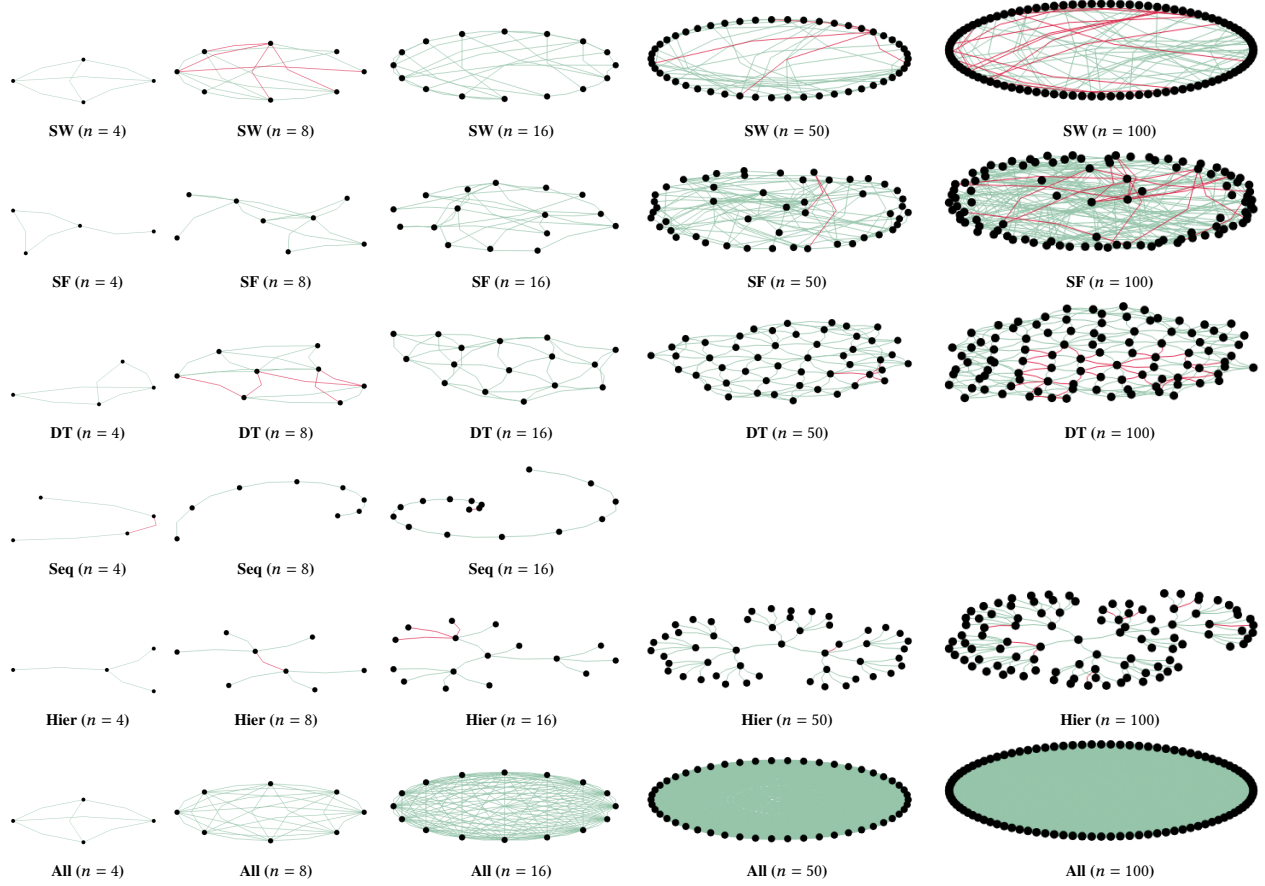 SW (n = 4) SW (n = 8) SW (n = 16) SW (n = 50) SW (n = 100)
SF (n = 4) SF (n = 8) SF (n = 16) SF (n = 50) SF (n = 100)
DT (n = 4) DT (n = 8) DT (n = 16) DT (n = 50) DT (n = 100)
Seq (n = 4) Seq (n = 8) Seq (n = 16)
Hier (n = 4) Hier (n = 8) Hier (n = 16) Hier (n = 50) Hier (n = 100)
All (n = 4) All (n = 8) All (n = 16) All (n = 50) All (n = 100)